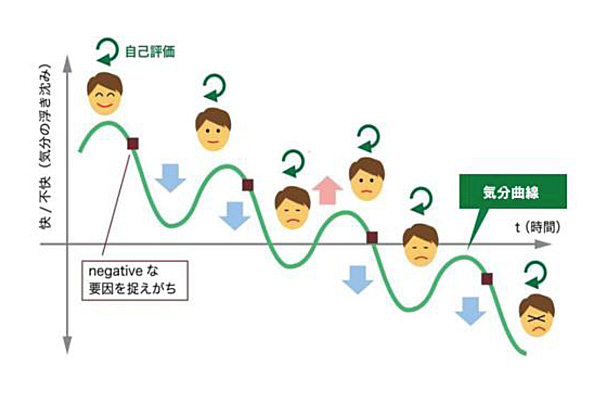 自己評価
快 / 不快（気分の浮き沈み）
気分曲線
t（時間）
negative な
要因を捉えがち